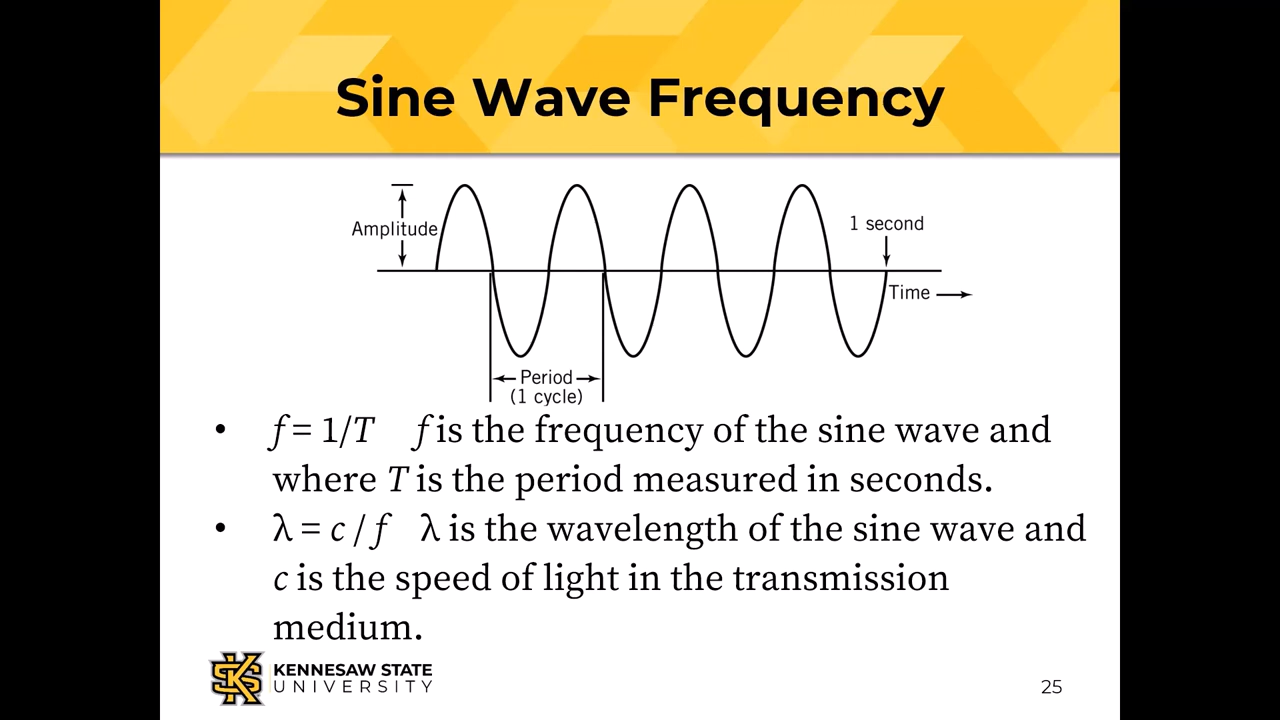 Sine Wave Frequency
Amplitude
1 second
Time
Period
(1 cycle)
• f = 1/T f is the frequency of the sine wave and
where T is the period measured in seconds.
• λ = c / f λ is the wavelength of the sine wave and
c is the speed of light in the transmission
medium.
KS
KENNESAW STATE
UNIVERSITY
25